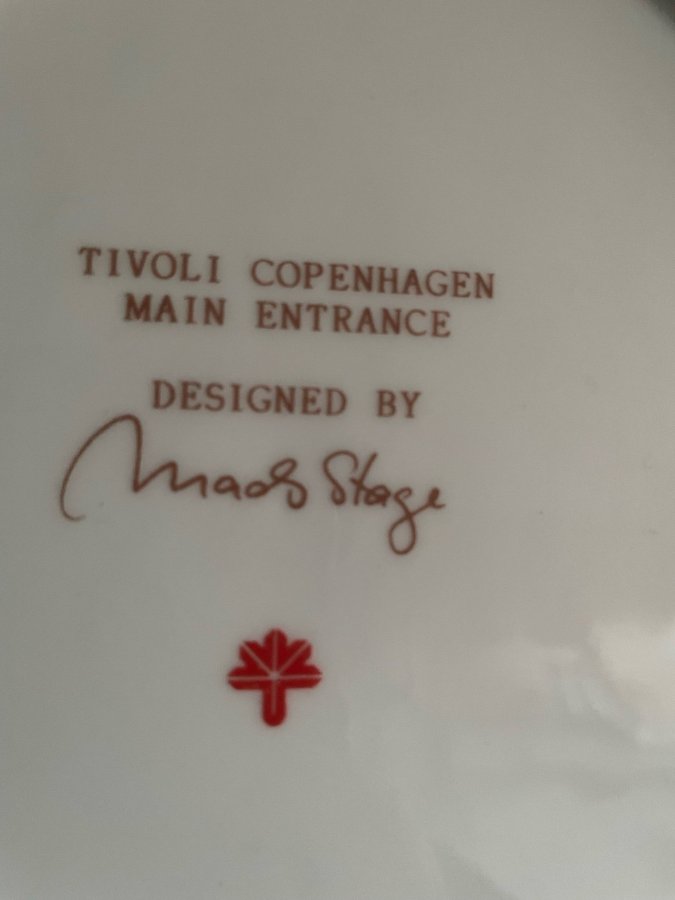 TIVOLI COPENHAGEN
MAIN ENTRANCE
DESIGNED BY
Mads Stage